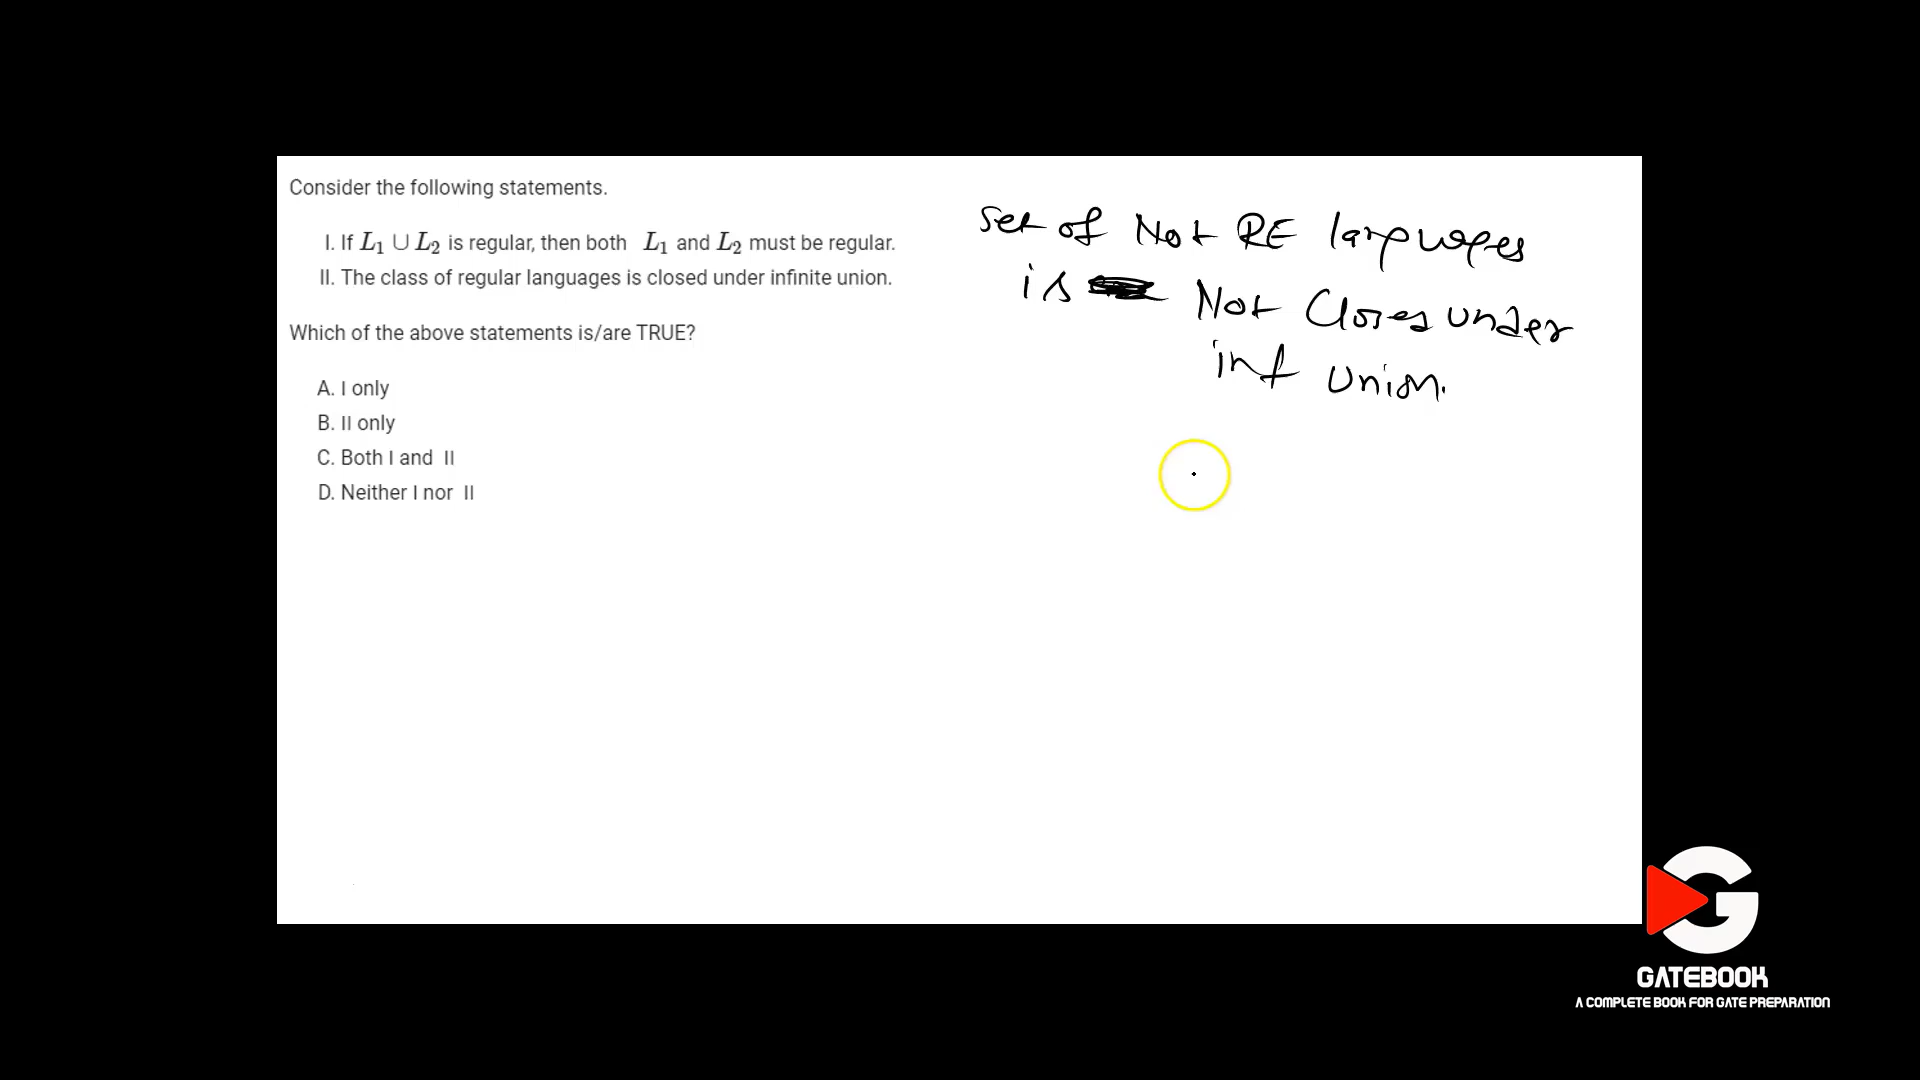 Consider the following statements.
I. If L₁ ∪ L₂ is regular, then both L₁ and L₂ must be regular.
II. The class of regular languages is closed under infinite union.
Which of the above statements is/are TRUE?
A. I only
B. II only
C. Both I and II
D. Neither I nor II
Set of Not RE languages
is Not Closed under
inf Union.
GATEBOOK
A COMPLETE BOOK FOR GATE PREPARATION